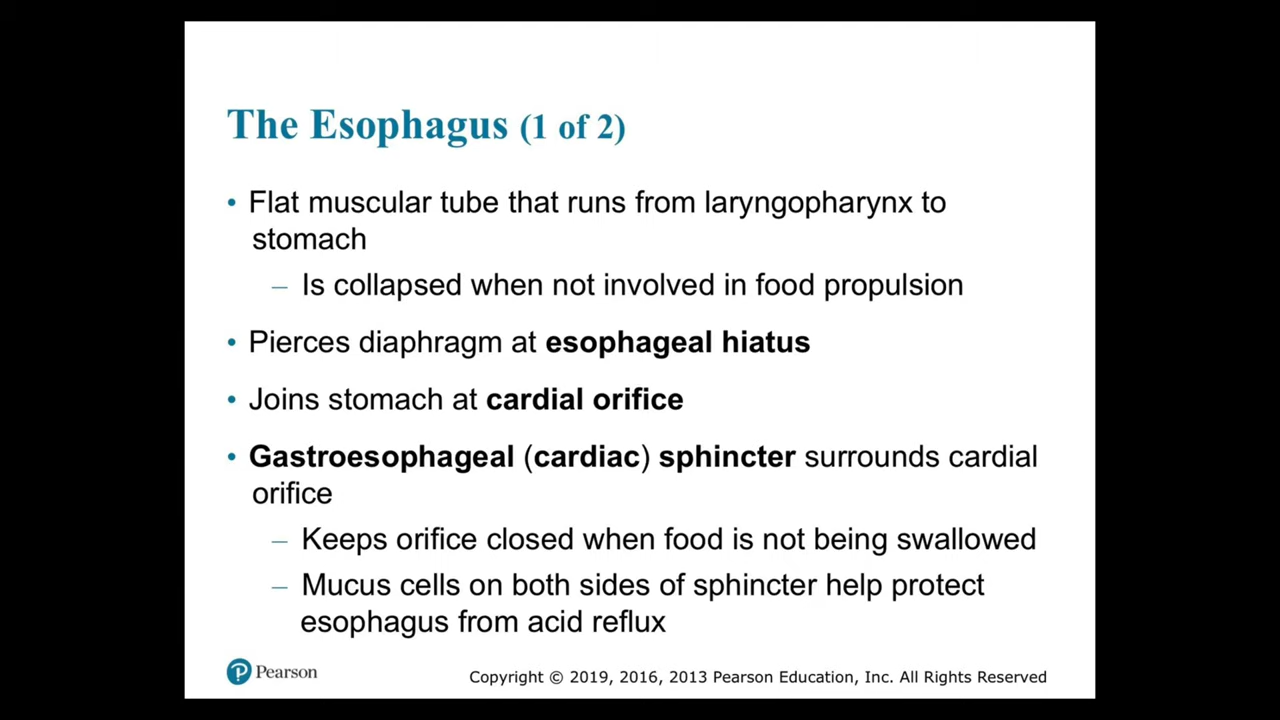 The Esophagus (1 of 2)
• Flat muscular tube that runs from laryngopharynx to
stomach
– Is collapsed when not involved in food propulsion
• Pierces diaphragm at esophageal hiatus
• Joins stomach at cardial orifice
• Gastroesophageal (cardiac) sphincter surrounds cardial
orifice
– Keeps orifice closed when food is not being swallowed
– Mucus cells on both sides of sphincter help protect
esophagus from acid reflux
P Pearson
Copyright © 2019, 2016, 2013 Pearson Education, Inc. All Rights Reserved